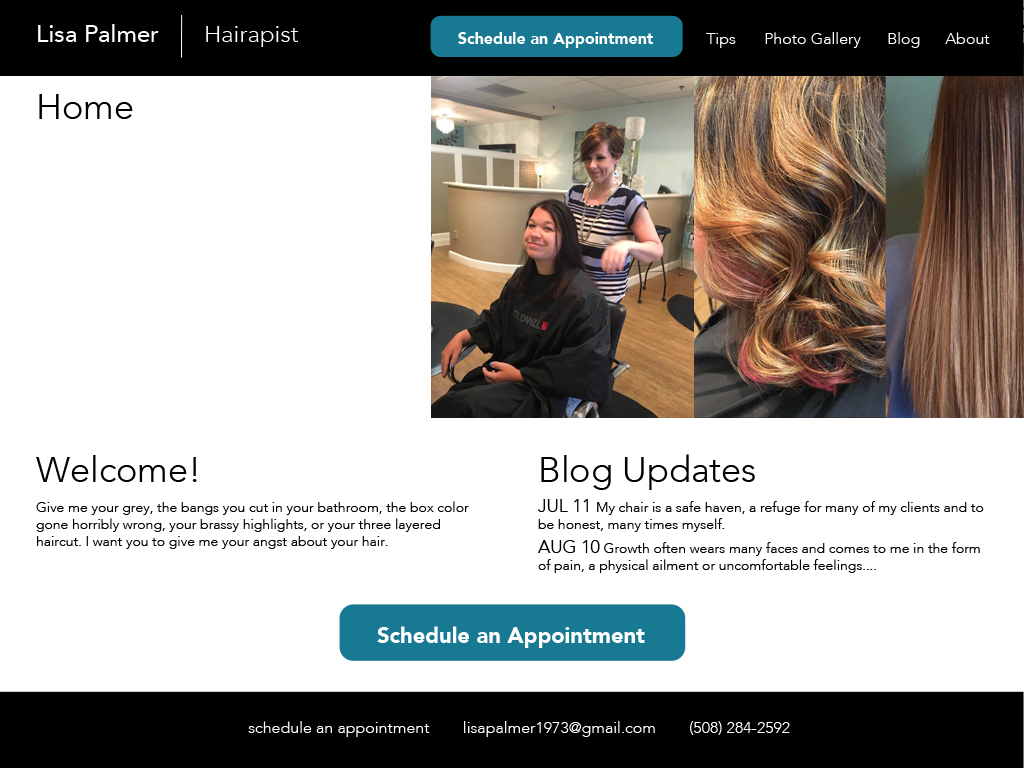 Lisa Palmer | Hairapist
Schedule an Appointment
Tips
Photo Gallery
Blog
About
Home
Welcome!
Give me your grey, the bangs you cut in your bathroom, the box color
gone horribly wrong, your brassy highlights, or your three layered
haircut. I want you to give me your angst about your hair.
Blog Updates
JUL 11 My chair is a safe haven, a refuge for many of my clients and to
be honest, many times myself.
AUG 10 Growth often wears many faces and comes to me in the form
of pain, a physical ailment or uncomfortable feelings....
Schedule an Appointment
schedule an appointment
lisapalmer1973@gmail.com
(508) 284-2592